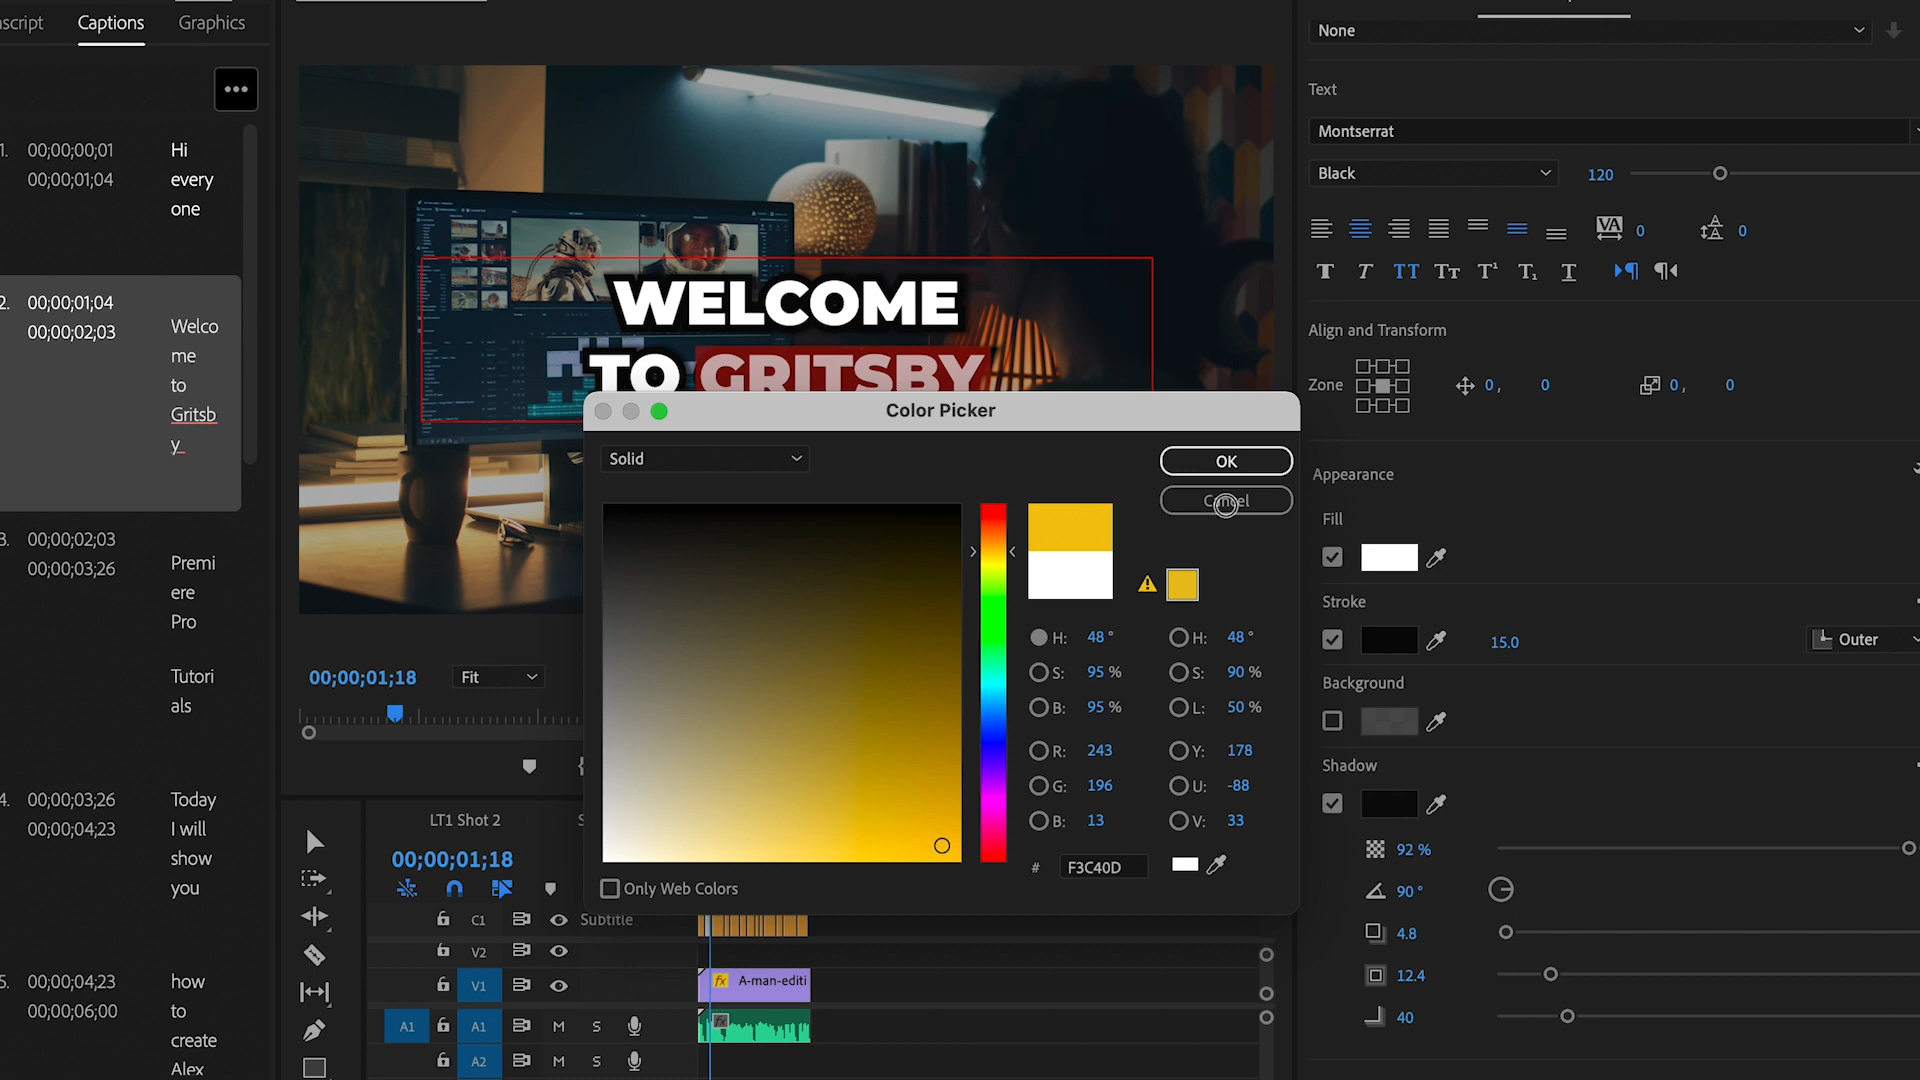 Captions
Graphics
00;00;00;01
00;00;01;04
Hi
every
one
2.
00;00;01;04
00;00;02;03
Welco
me
to
Gritsb
y
00;00;02;03
00;00;03;26
Premi
ere
Pro
Tutori
als
00;00;03;26
00;00;04;23
Today
I will
show
you
00;00;04;23
00;00;06;00
how
to
create
Alex
WELCOME
TO GRITSBY
00;00;01;18
Fit
Color Picker
Solid
OK
Cancel
H: 48 °
H: 48 °
S: 95 %
S: 90 %
B: 95 %
L: 50 %
R: 243
Y: 178
G: 196
U: -88
B: 13
V: 33
# F3C40D
Only Web Colors
LT1 Shot 2
00;00;01;18
C1 Subtitle
V2
V1 A-man-editi
fx
A1 A1 M S
fx
A2 M S
None
Text
Montserrat
Black
120
VA 0
0
T T TT TT T¹ T₁ T
Align and Transform
Zone
0 , 0
0 , 0
Appearance
Fill
Stroke
15.0
Outer
Background
Shadow
92 %
90 °
4.8
12.4
40